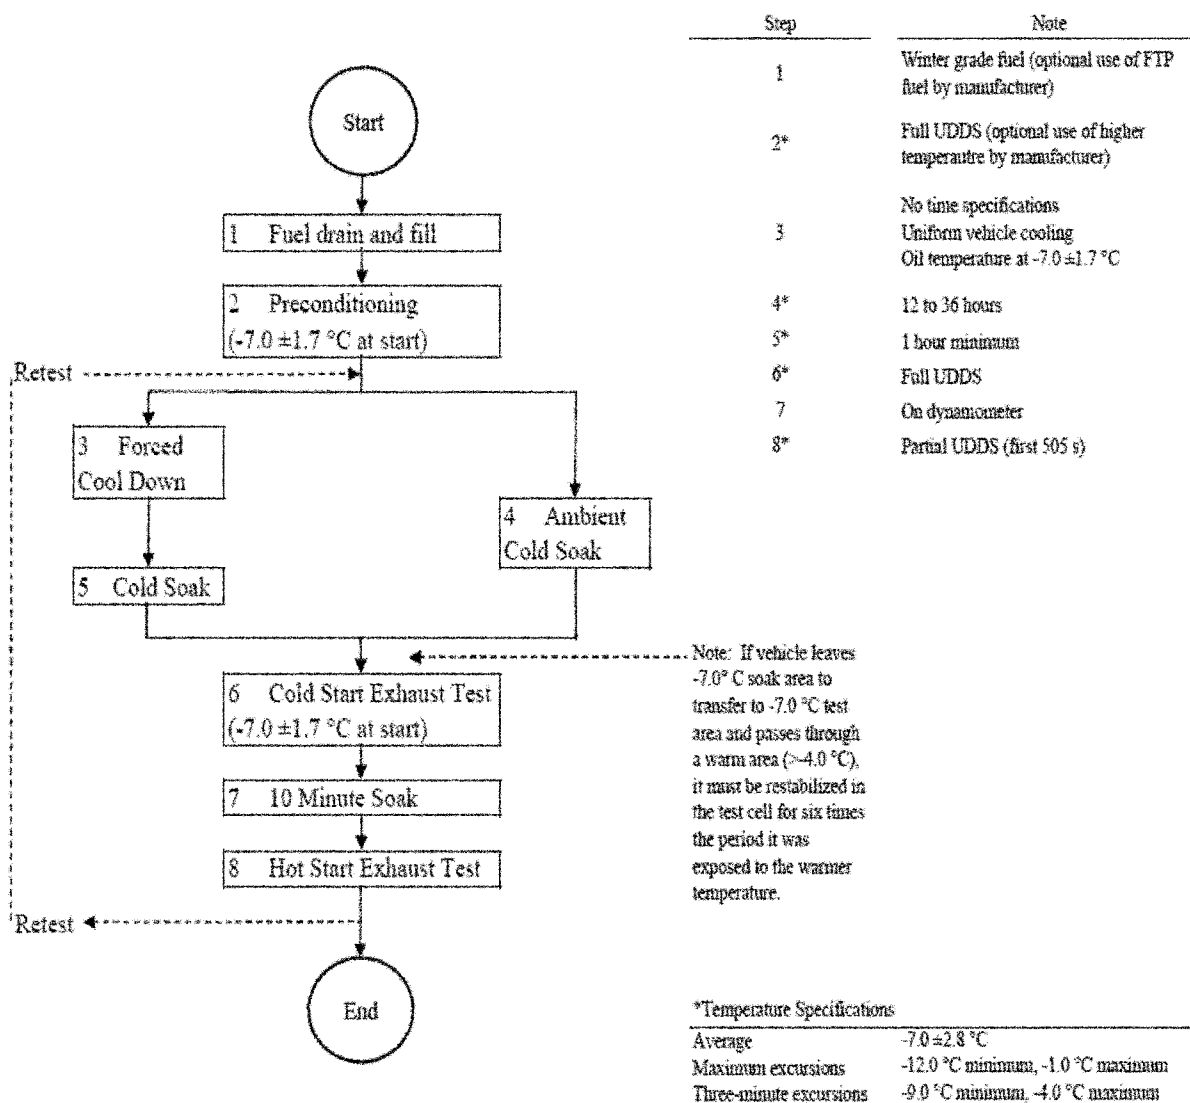 Start
1 Fuel drain and fill
2 Preconditioning
(-7.0 ±1.7 °C at start)
Retest
3 Forced
Cool Down
4 Ambient
Cold Soak
5 Cold Soak
6 Cold Start Exhaust Test
(-7.0 ±1.7 °C at start)
7 10 Minute Soak
8 Hot Start Exhaust Test
Retest
End
Step Note
1 Winter grade fuel (optional use of FTP
fuel by manufacturer)
2* Full UDDS (optional use of higher
temperautre by manufacturer)
No time specifications
3 Uniform vehicle cooling
Oil temperature at -7.0 ±1.7 °C
4* 12 to 36 hours
5* 1 hour minimum
6* Full UDDS
7 On dynamometer
8* Partial UDDS (first 505 s)
Note: If vehicle leaves
-7.0° C soak area to
transfer to -7.0 °C test
area and passes through
a warm area (>-4.0 °C),
it must be restabilized in
the test cell for six times
the period it was
exposed to the warmer
temperature.
*Temperature Specifications
Average -7.0 ±2.8 °C
Maximum excursions -12.0 °C minimum, -1.0 °C maximum
Three-minute excursions -9.0 °C minimum, -4.0 °C maximum